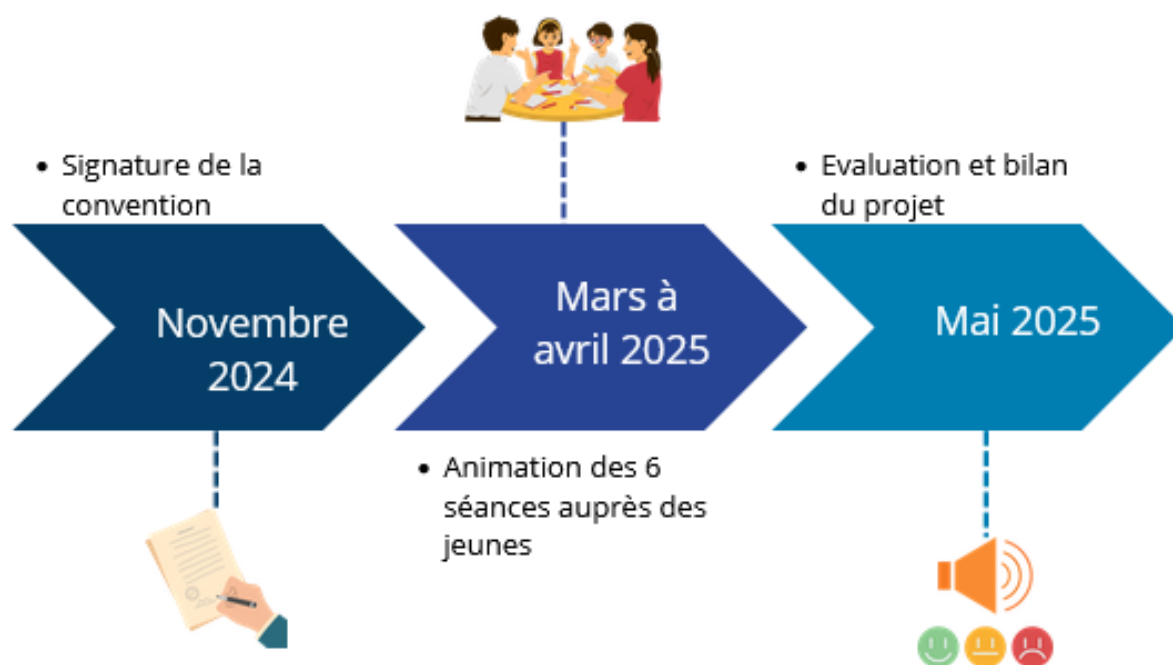 • Signature de la
convention
Novembre
2024
Mars à
avril 2025
• Animation des 6
séances auprès des
jeunes
• Evaluation et bilan
du projet
Mai 2025